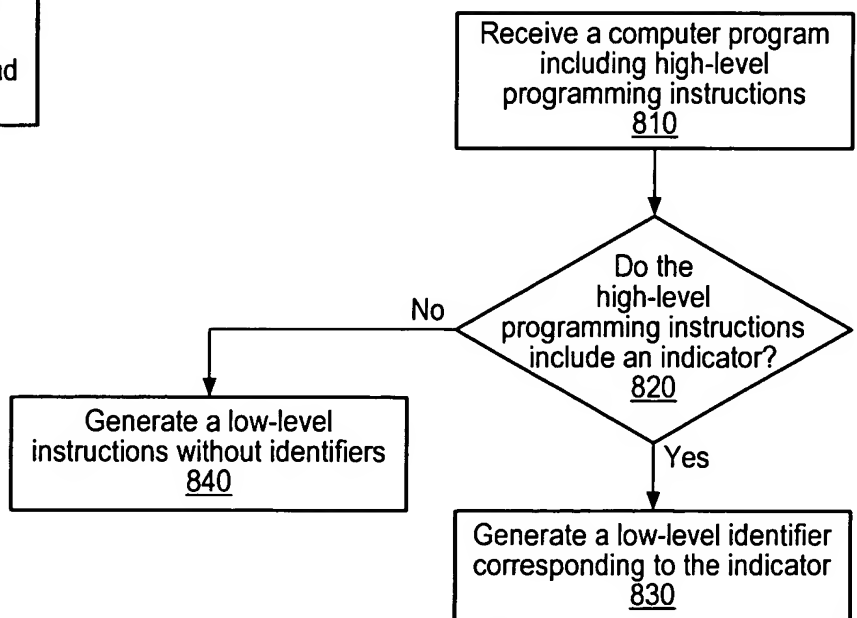 Receive a computer program
including high-level
programming instructions
810
Do the
high-level
programming instructions
include an indicator?
820
No
Yes
Generate a low-level
instructions without identifiers
840
Generate a low-level identifier
corresponding to the indicator
830